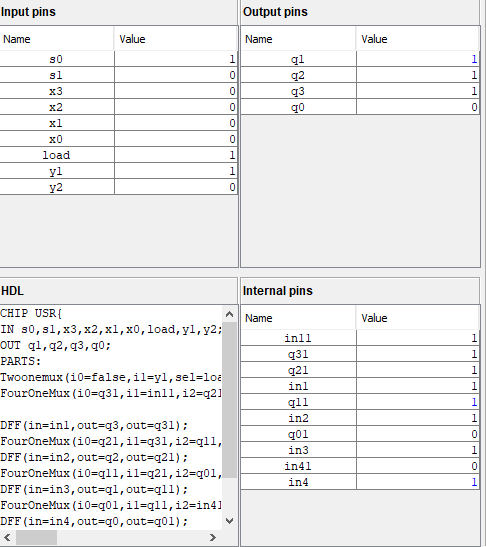 Input pins
Name Value
s0 1
s1 0
x3 0
x2 0
x1 0
x0 0
load 1
y1 1
y2 0
Output pins
Name Value
q1 1
q2 1
q3 1
q0 0
HDL
CHIP USR{
IN s0,s1,x3,x2,x1,x0,load,y1,y2;
OUT q1,q2,q3,q0;
PARTS:
Twoonemux(i0=false,i1=y1,sel=loa
FourOneMux(i0=q31,i1=in11,i2=q21
DFF(in=in1,out=q3,out=q31);
FourOneMux(i0=q21,i1=q31,i2=q11,
DFF(in=in2,out=q2,out=q21);
FourOneMux(i0=q11,i1=q21,i2=q01,
DFF(in=in3,out=q1,out=q11);
FourOneMux(i0=q01,i1=q11,i2=in41
DFF(in=in4,out=q0,out=q01);
Internal pins
Name Value
in11 1
q31 1
q21 1
in1 1
q11 1
in2 1
q01 0
in3 1
in41 0
in4 1